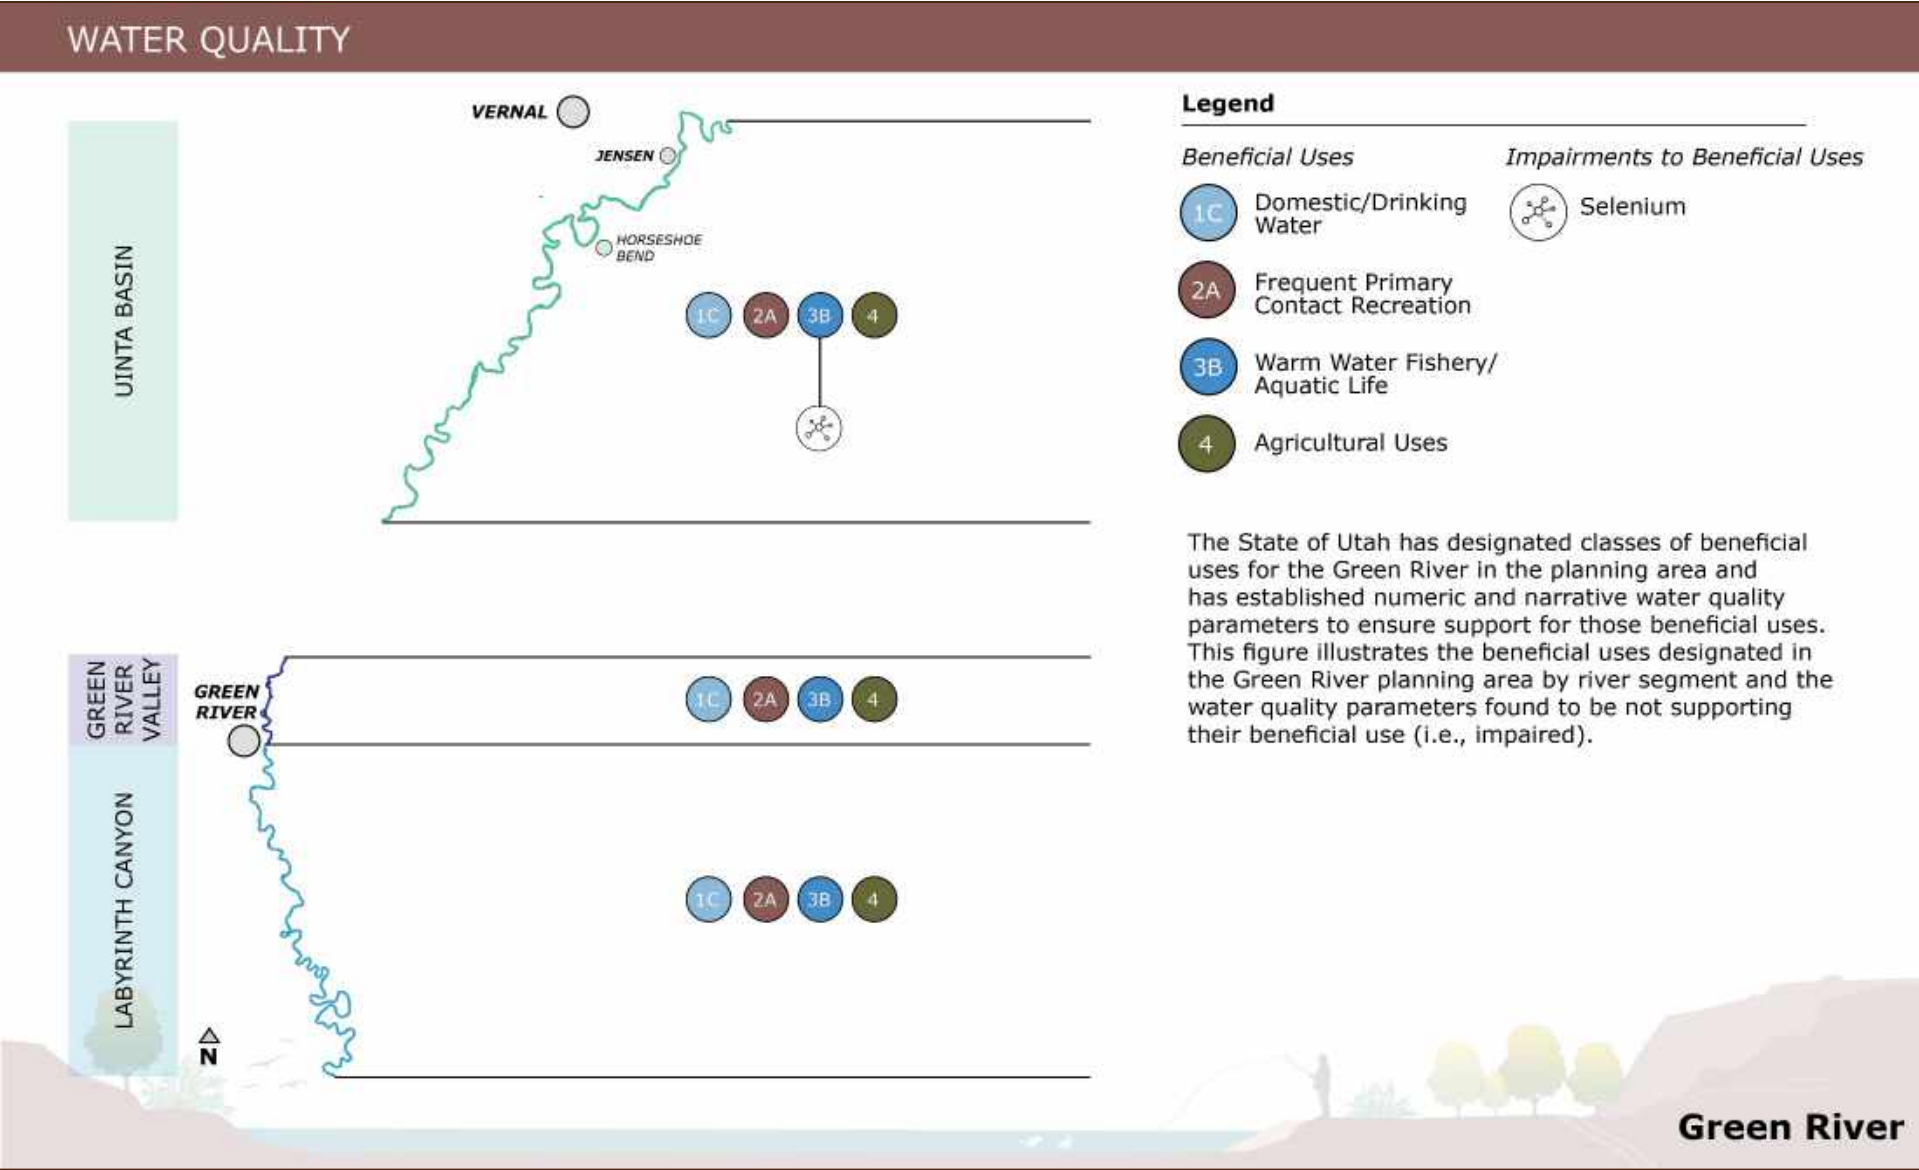 WATER QUALITY
VERNAL
JENSEN
HORSESHOE
BEND
UINTA BASIN
1C 2A 3B 4
GREEN
RIVER
VALLEY
GREEN
RIVER
1C 2A 3B 4
LABYRINTH CANYON
1C 2A 3B 4
N
Legend
Beneficial Uses
Impairments to Beneficial Uses
1C Domestic/Drinking
Water
Selenium
2A Frequent Primary
Contact Recreation
3B Warm Water Fishery/
Aquatic Life
4 Agricultural Uses
The State of Utah has designated classes of beneficial
uses for the Green River in the planning area and
has established numeric and narrative water quality
parameters to ensure support for those beneficial uses.
This figure illustrates the beneficial uses designated in
the Green River planning area by river segment and the
water quality parameters found to be not supporting
their beneficial use (i.e., impaired).
Green River